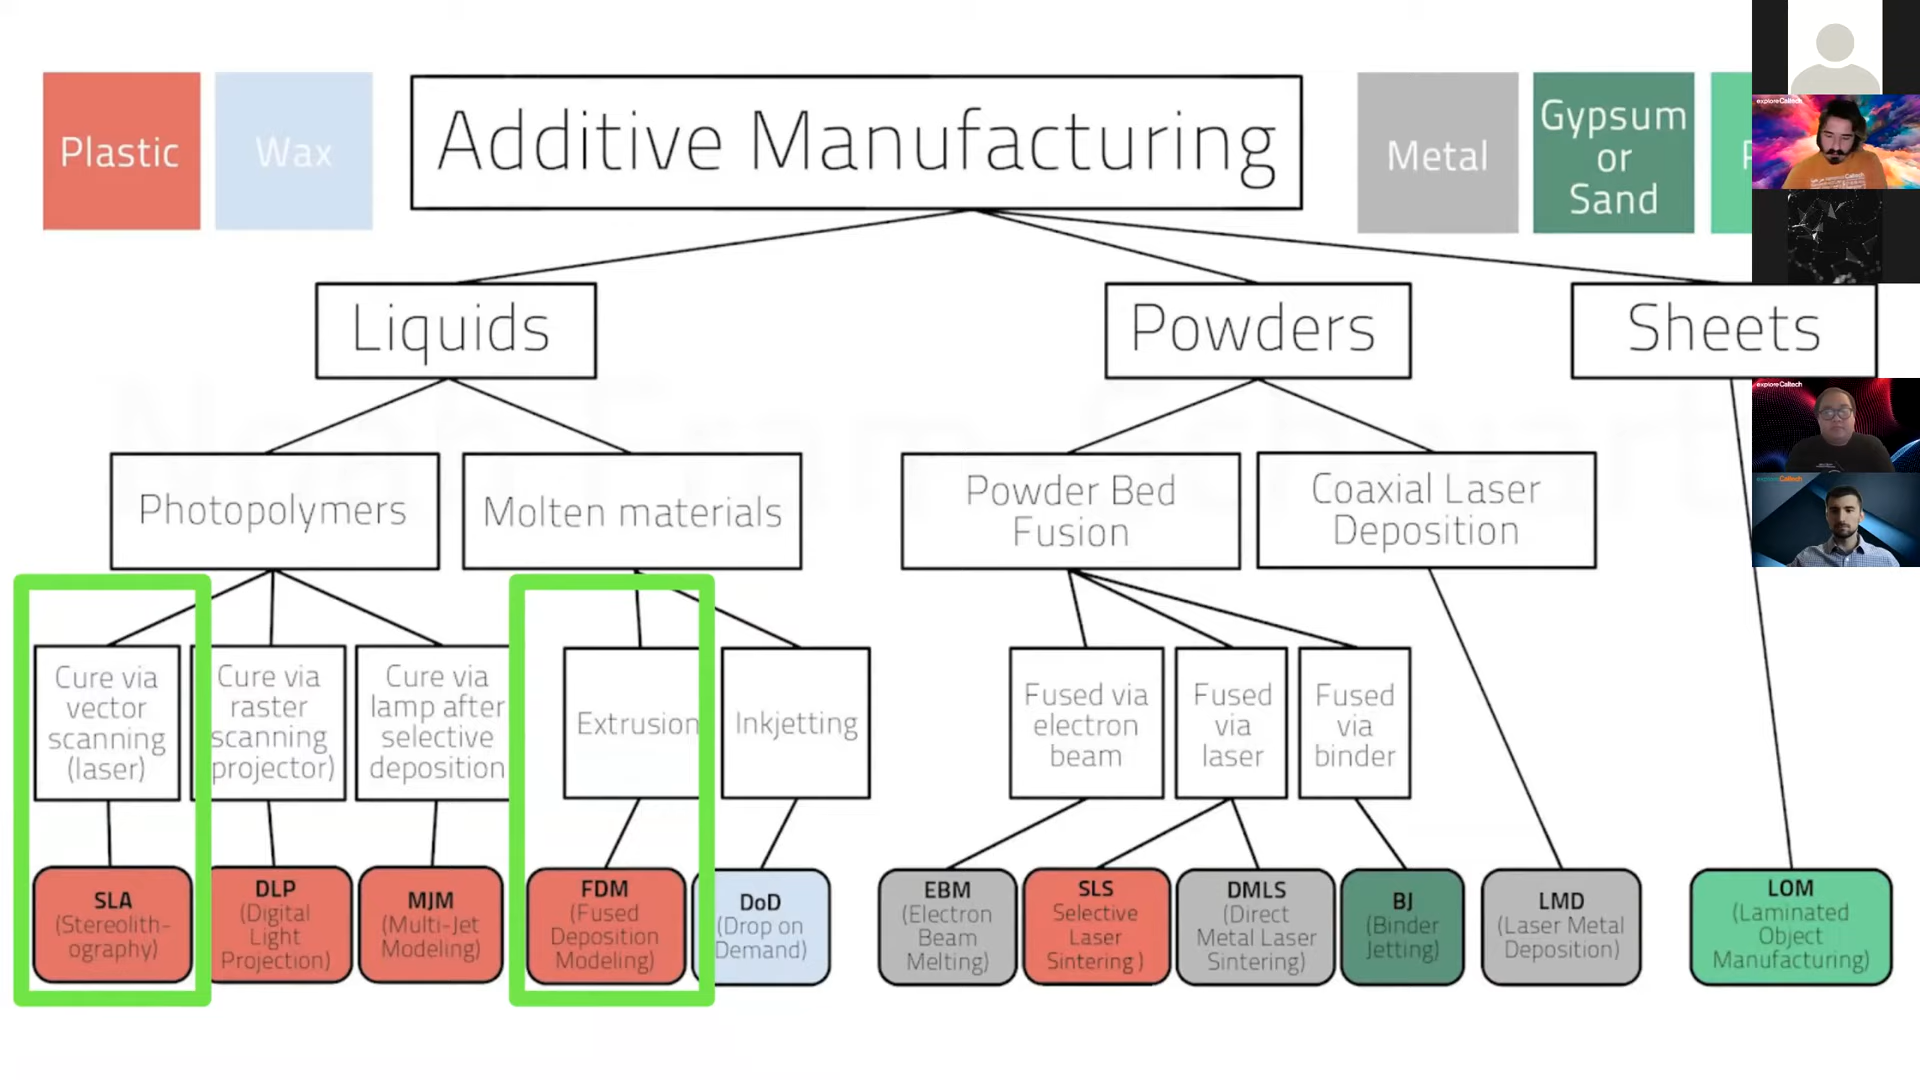 Plastic
Wax
Additive Manufacturing
Metal
Gypsum
or
Sand
exploreCaltech
Liquids
Powders
Sheets
exploreCaltech
exploreCaltech
Photopolymers
Molten materials
Powder Bed
Fusion
Coaxial Laser
Deposition
Cure via
vector
scanning
(laser)
Cure via
raster
scanning
projector)
Cure via
lamp after
selective
deposition
Extrusion
Inkjetting
Fused via
electron
beam
Fused
via
laser
Fused
via
binder
SLA
(Stereolith-
ography)
DLP
(Digital
Light
Projection)
MJM
(Multi-Jet
Modeling)
FDM
(Fused
Deposition
Modeling)
DoD
(Drop on
Demand)
EBM
(Electron
Beam
Melting)
SLS
Selective
Laser
Sintering )
DMLS
(Direct
Metal Laser
Sintering)
BJ
(Binder
Jetting)
LMD
(Laser Metal
Deposition)
LOM
(Laminated
Object
Manufacturing)